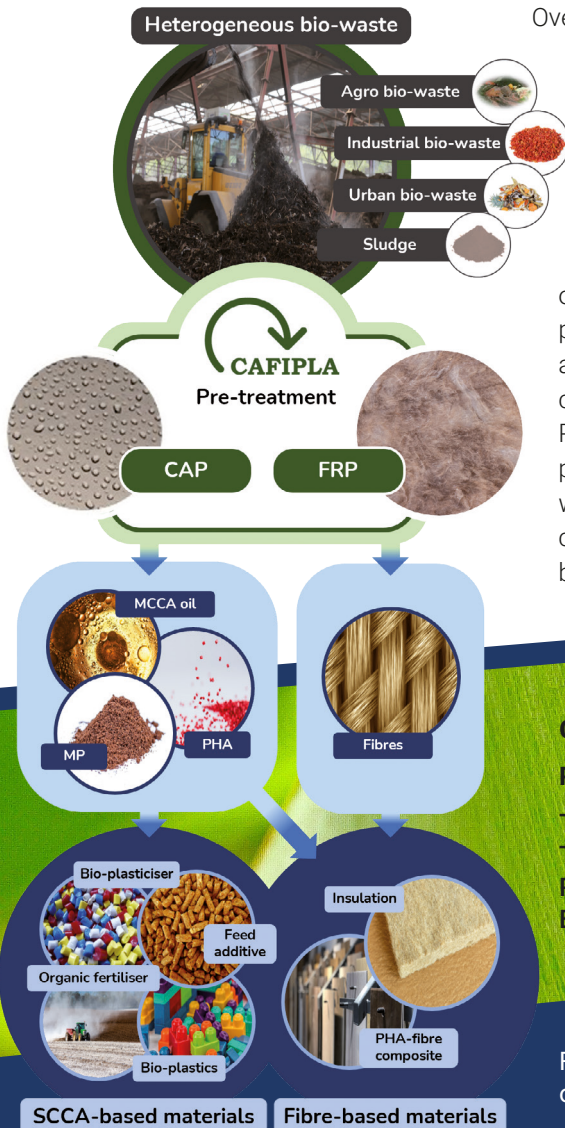 Heterogeneous bio-waste
Ove
Agro bio-waste
Industrial bio-waste
Urban bio-waste
Sludge
CAFIPLA
Pre-treatment
CAP
FRP
MCCA oil
MP
PHA
Fibres
Bio-plasticiser
Feed
additive
Organic fertiliser
Bio-plastics
Insulation
PHA-fibre
composite
SCCA-based materials
Fibre-based materials